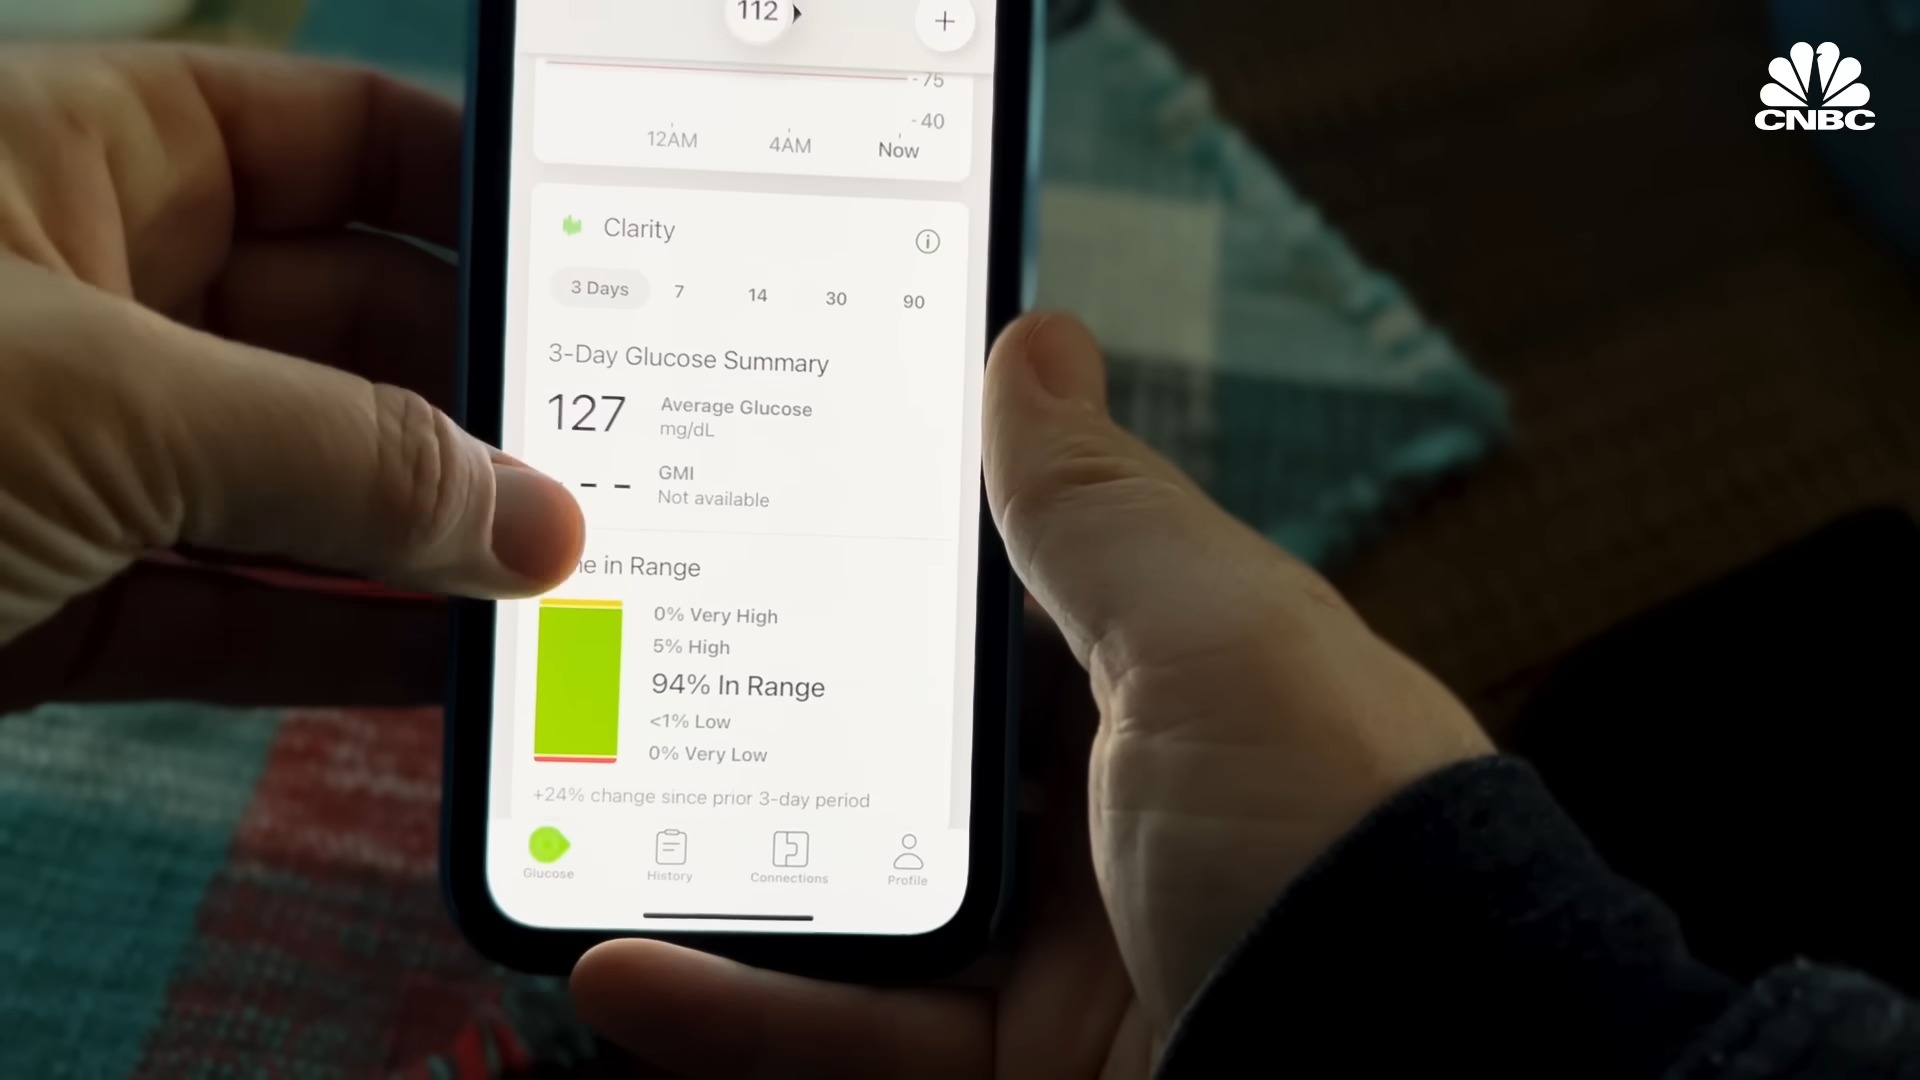 112
+
CNBC
- 75
- 40
12AM 4AM Now
Clarity
3 Days 7 14 30 90
3-Day Glucose Summary
127 Average Glucose
mg/dL
- - GMI
Not available
in Range
0% Very High
5% High
94% In Range
<1% Low
0% Very Low
+24% change since prior 3-day period
Glucose History Connections Profile